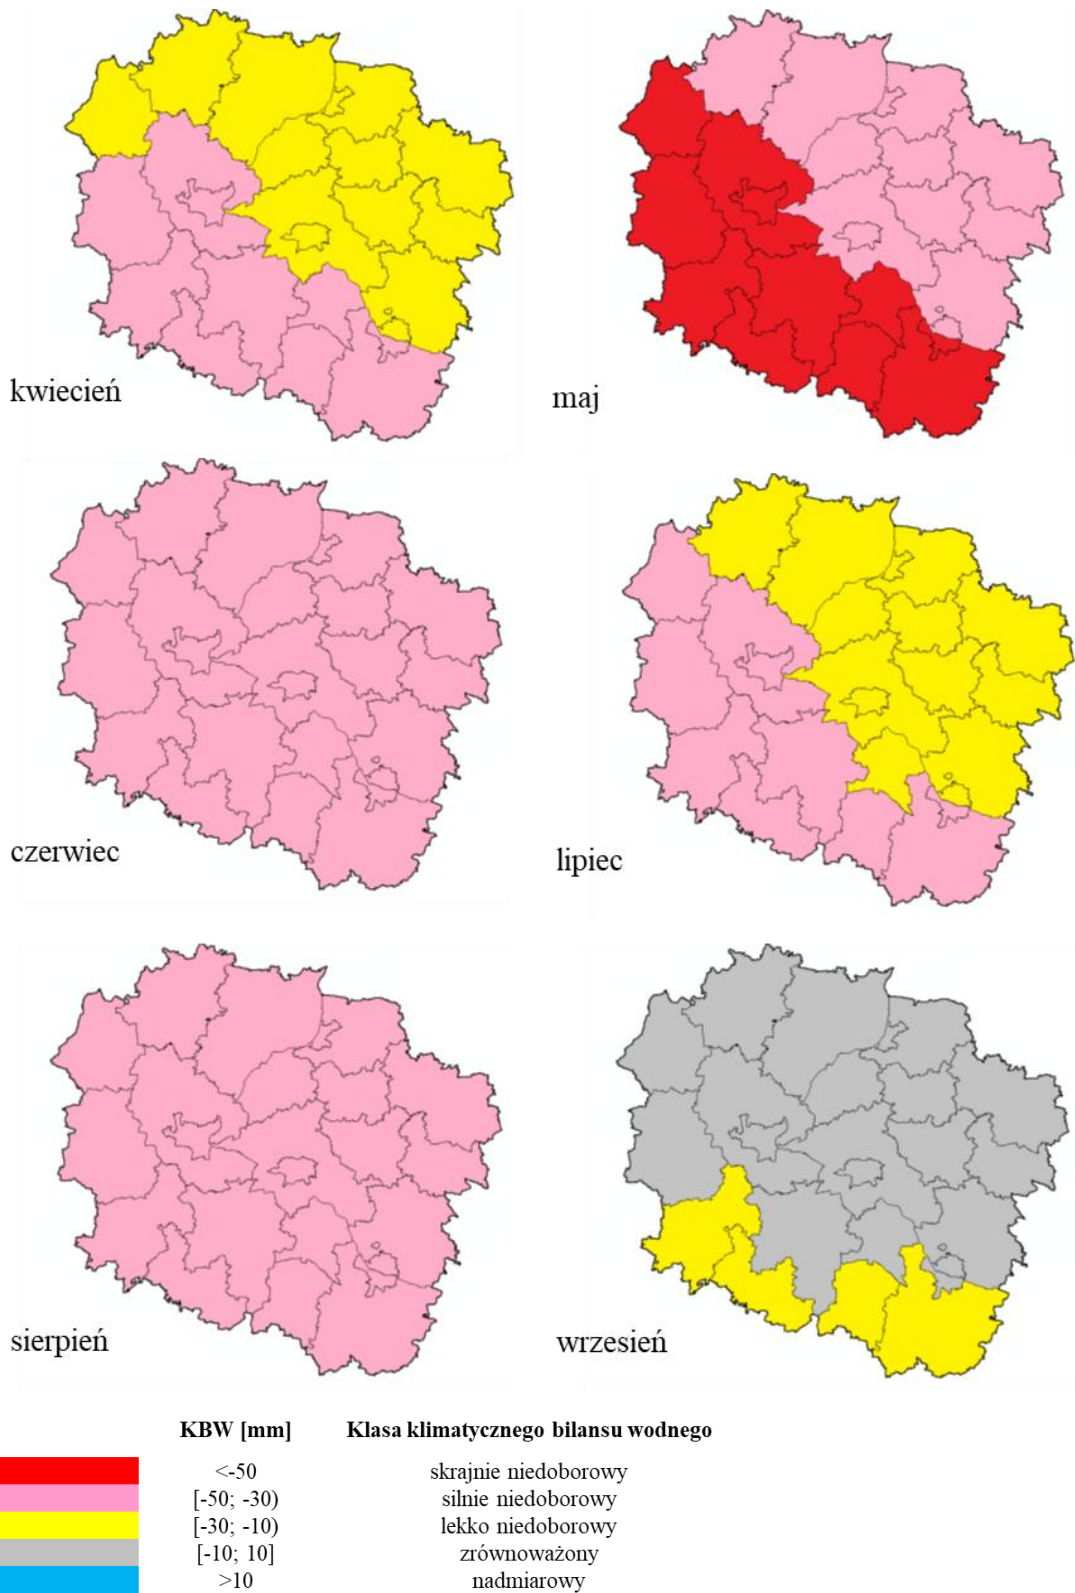 kwiecień
maj
czerwiec
lipiec
sierpień
wrzesień
KBW [mm] Klasa klimatycznego bilansu wodnego
<-50 skrajnie niedoborowy
[-50; -30) silnie niedoborowy
[-30; -10) lekko niedoborowy
[-10; 10] zrównoważony
>10 nadmiarowy